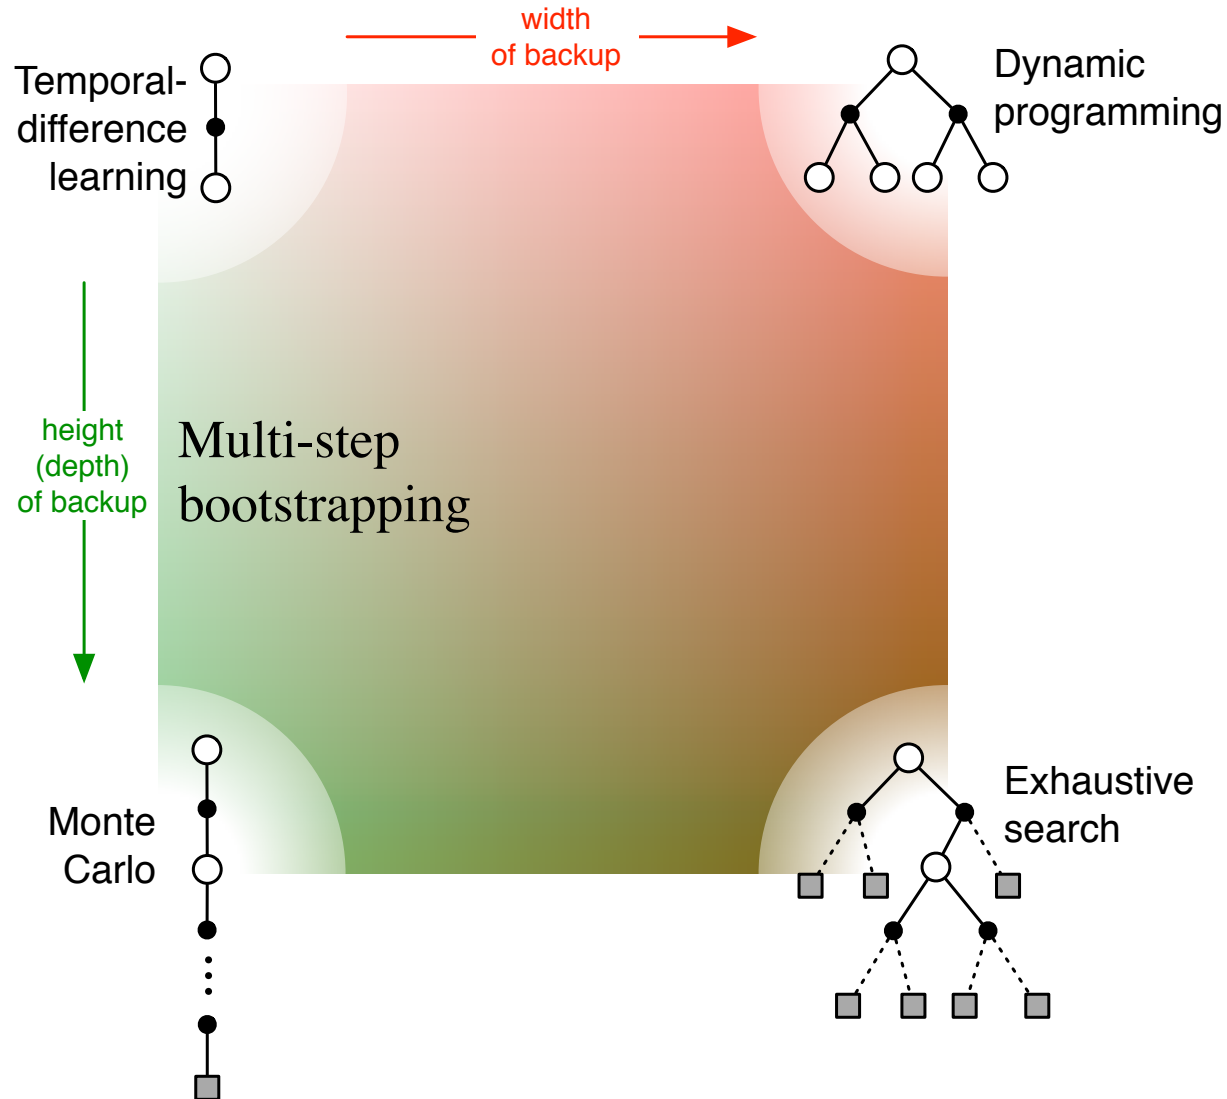 width
of backup
Temporal-
difference
learning
Dynamic
programming
height
(depth)
of backup
Multi-step
bootstrapping
Monte
Carlo
Exhaustive
search